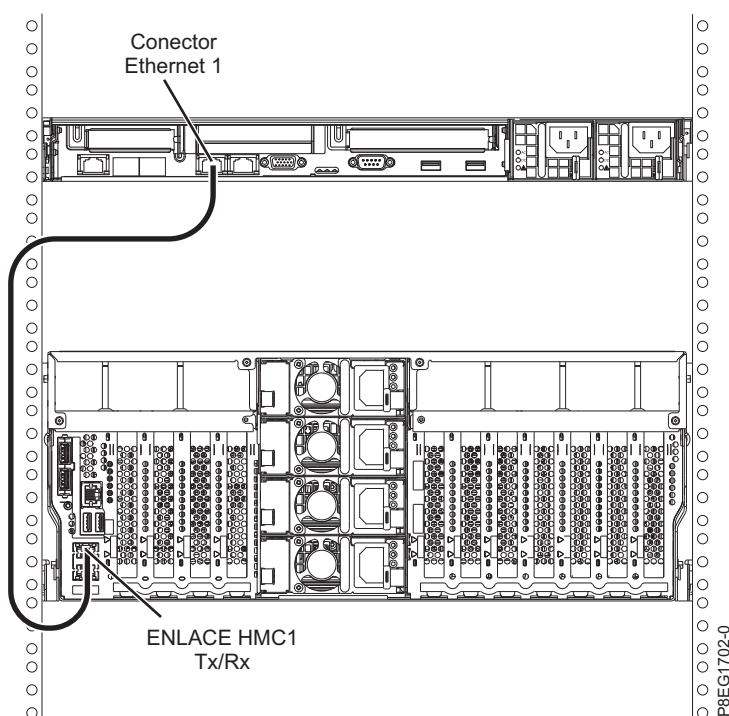 Conector
Ethernet 1
ENLACE HMC1
Tx/Rx
P8EG1702-0